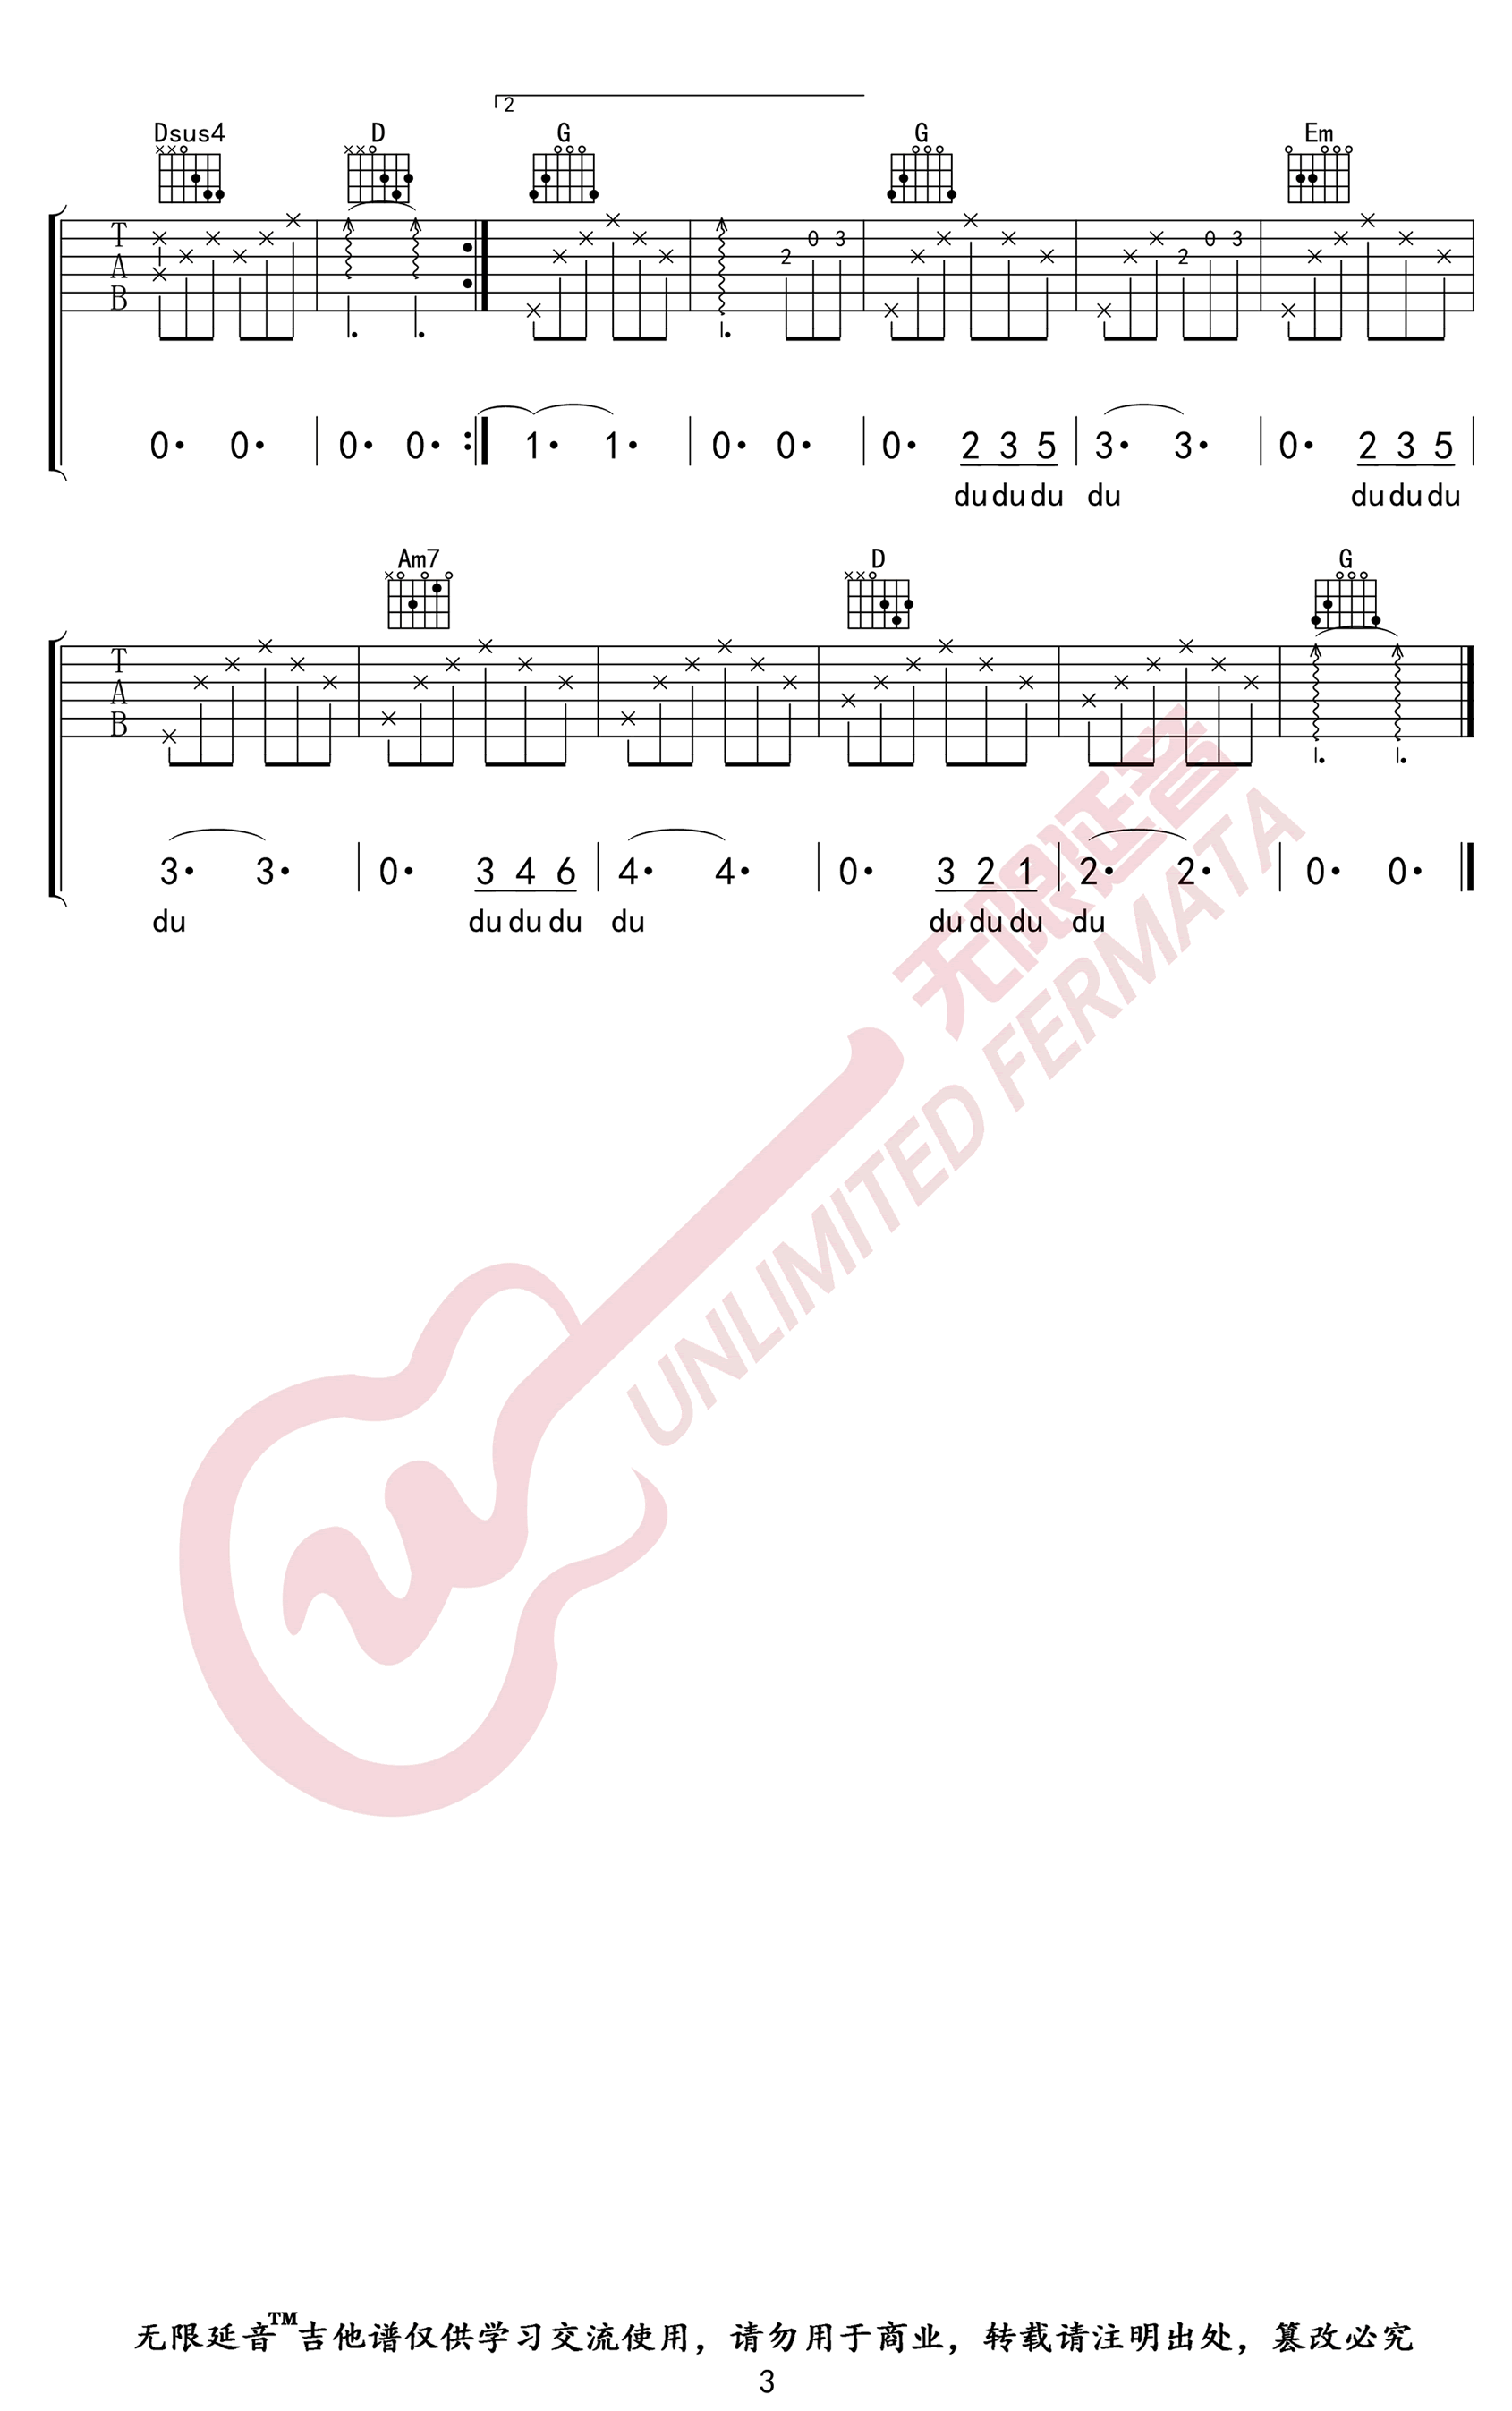 2
Dsus4 D G G Em
T A B
2 0 3 2 0 3
0· 0· 0· 0· 1· 1· 0· 0· 0· 2 3 5 3· 3· 0· 2 3 5
du du du du du du du
Am7 D G
T A B
3· 3· 0· 3 4 6 4· 4· 0· 3 2 1 2· 2· 0· 0·
du du du du du du du du du
无限延音
UNLIMITED FERMATA
无限延音™吉他谱仅供学习交流使用，请勿用于商业，转载请注明出处，篡改必究
3